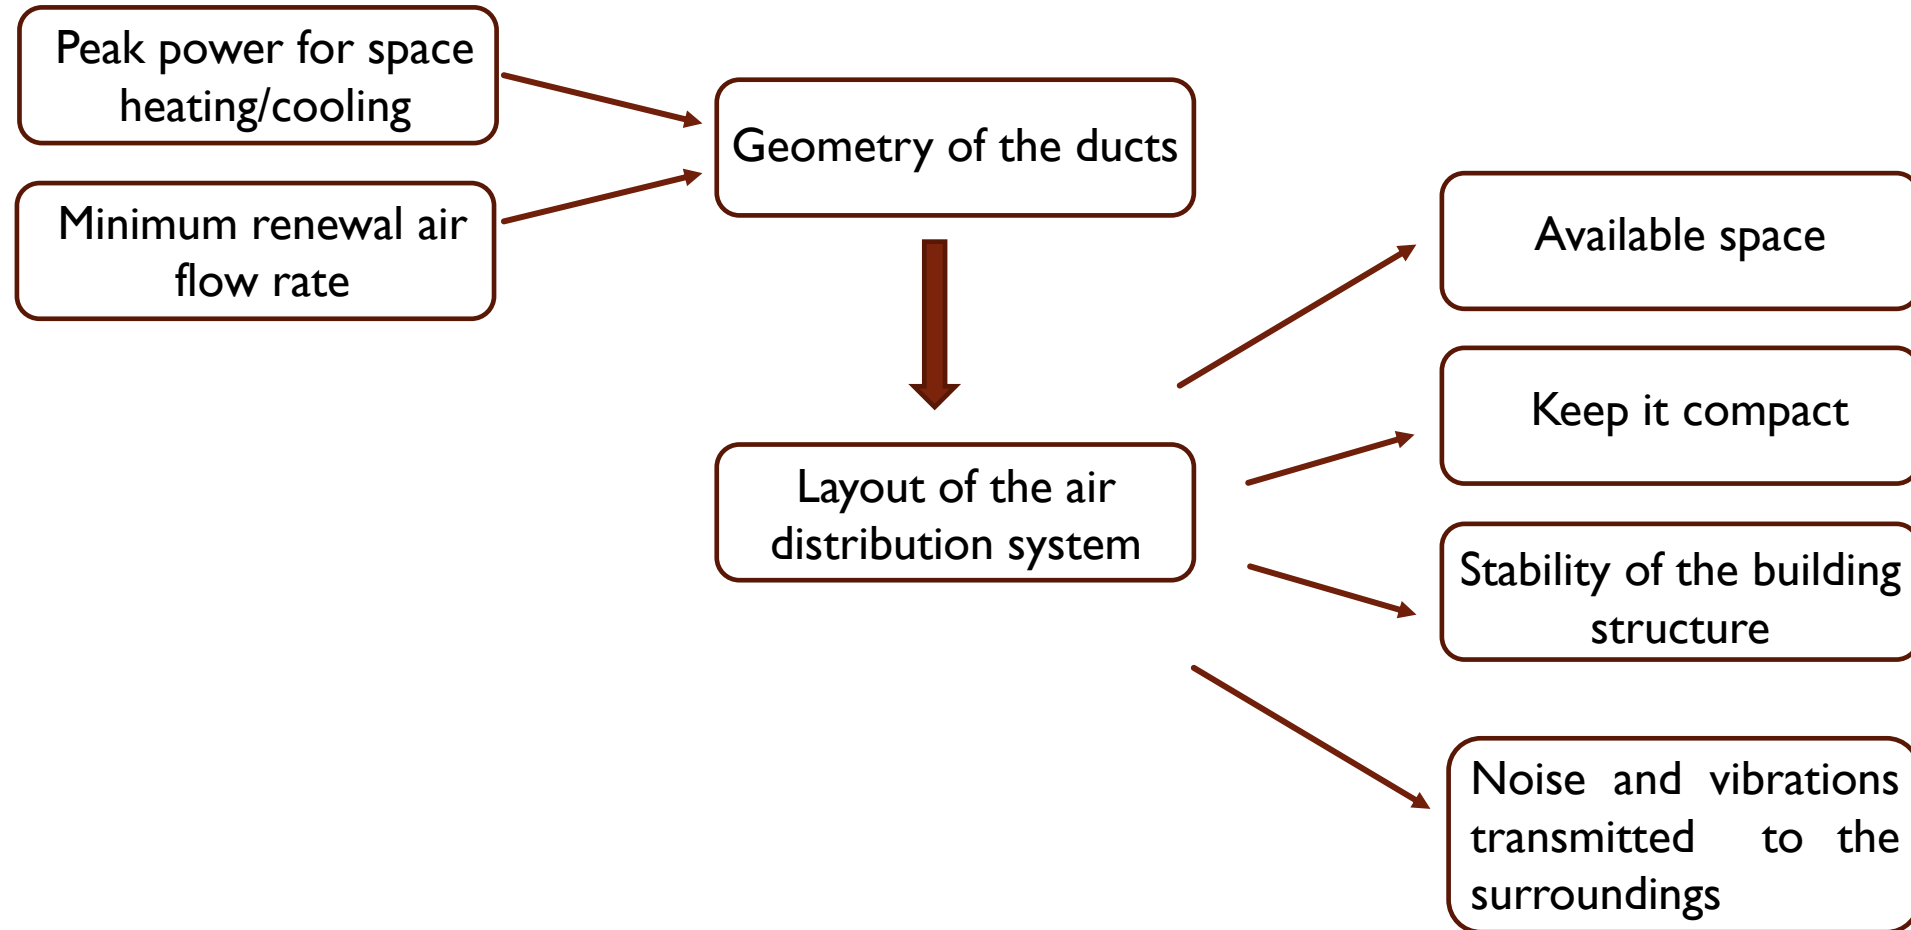 Peak power for space
heating/cooling
Minimum renewal air
flow rate
Geometry of the ducts
Layout of the air
distribution system
Available space
Keep it compact
Stability of the building
structure
Noise and vibrations
transmitted to the
surroundings